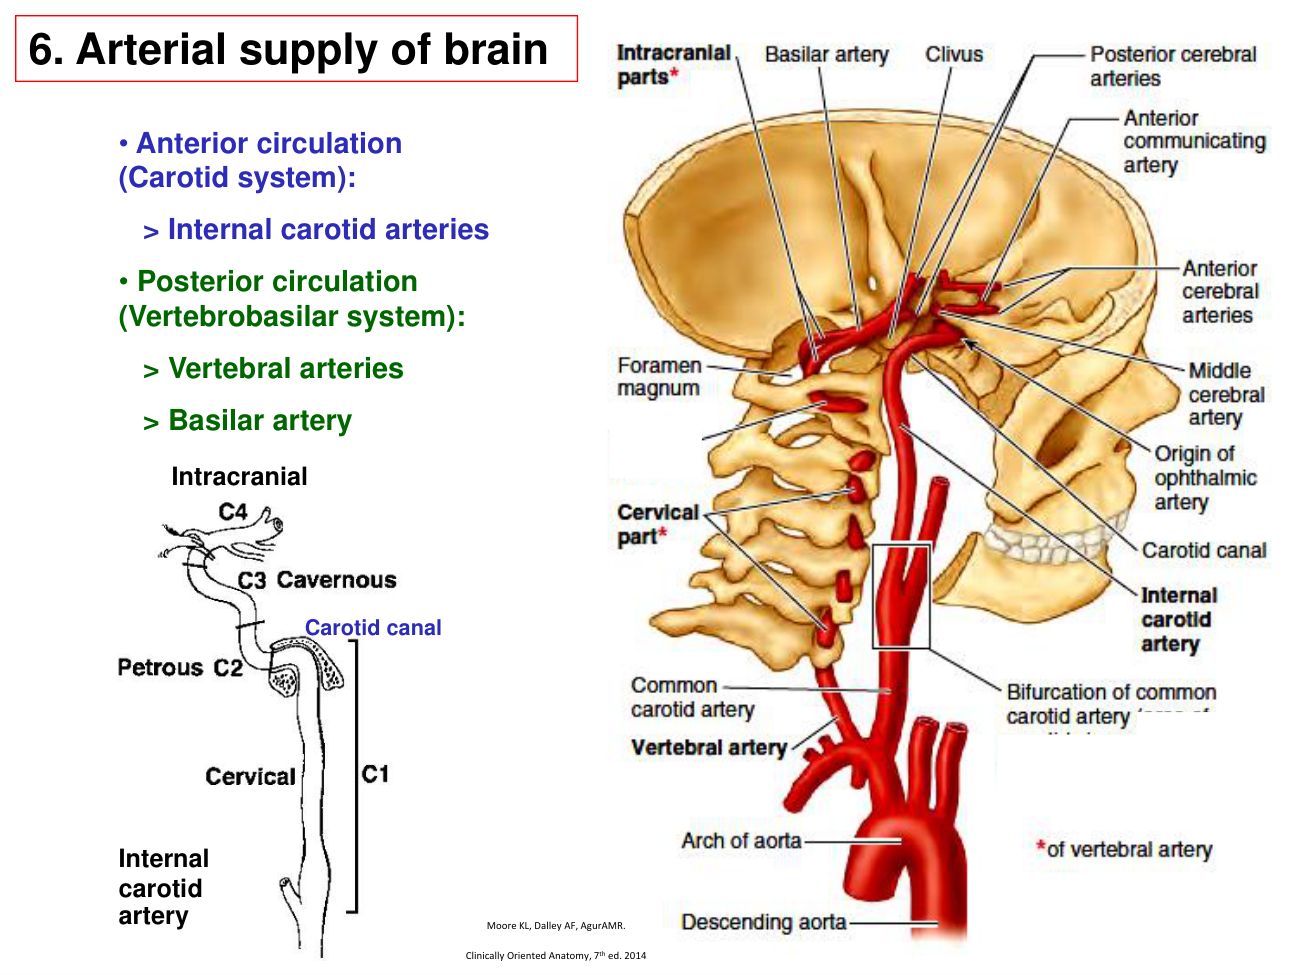 6. Arterial supply of brain
• Anterior circulation
(Carotid system):
> Internal carotid arteries
• Posterior circulation
(Vertebrobasilar system):
> Vertebral arteries
> Basilar artery
Intracranial
C4
C3 Cavernous
Carotid canal
Petrous C2
Cervical
C1
Internal
carotid
artery
Intracranial
parts*
Basilar artery
Clivus
Posterior cerebral
arteries
Anterior
communicating
artery
Anterior
cerebral
arteries
Foramen
magnum
Middle
cerebral
artery
Origin of
ophthalmic
artery
Cervical
part*
Carotid canal
Internal
carotid
artery
Common
carotid artery
Bifurcation of common
carotid artery
Vertebral artery
Arch of aorta
*of vertebral artery
Descending aorta
Moore KL, Dalley AF, AgurAMR.
Clinically Oriented Anatomy, 7th ed. 2014